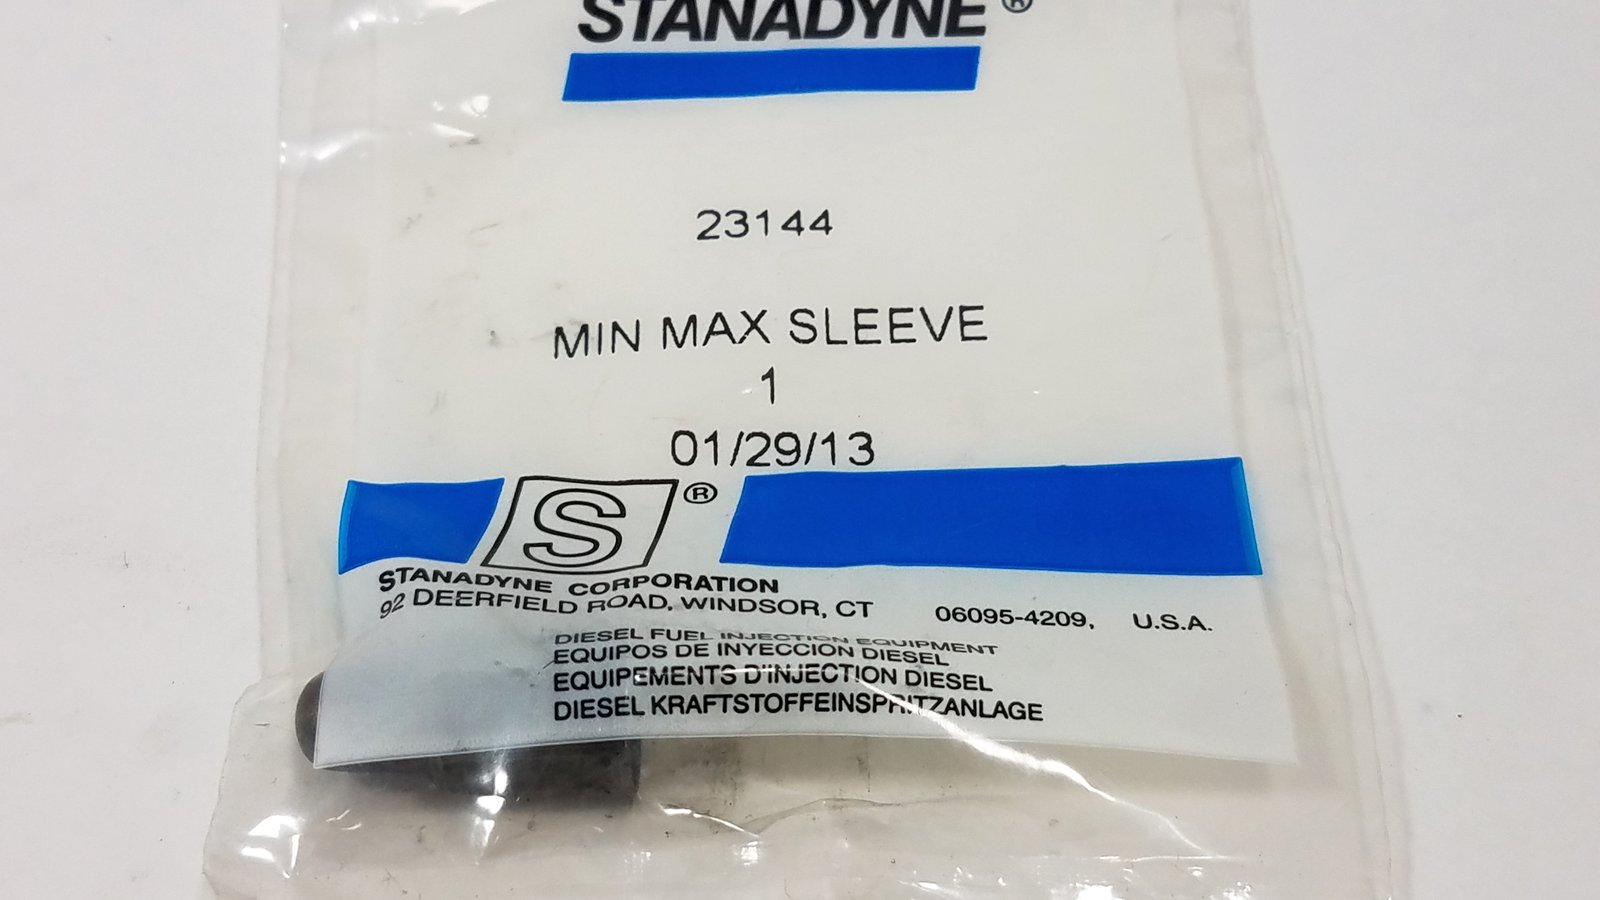 STANADYNE ®
23144
MIN MAX SLEEVE
1
01/29/13
S ®
STANADYNE CORPORATION
92 DEERFIELD ROAD, WINDSOR, CT 06095-4209, U.S.A.
DIESEL FUEL INJECTION EQUIPMENT
EQUIPOS DE INYECCION DIESEL
EQUIPEMENTS D'INJECTION DIESEL
DIESEL KRAFTSTOFFEINSPRITZANLAGE